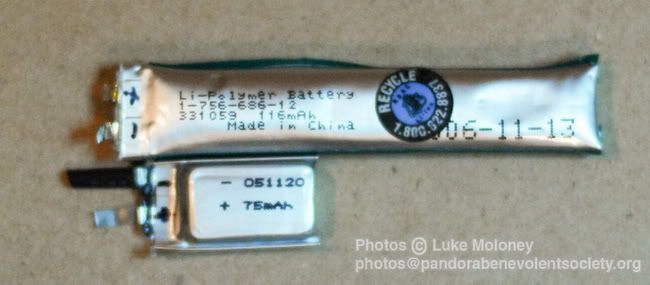 Li-Polymer Battery
1-756-686-12
331059 116mAh
Made in China
RECYCLE
1.800.822.8837
06-11-13
+
-
- 051120
+ 75mAh
Photos © Luke Moloney
photos@pandorabenevolentsociety.org